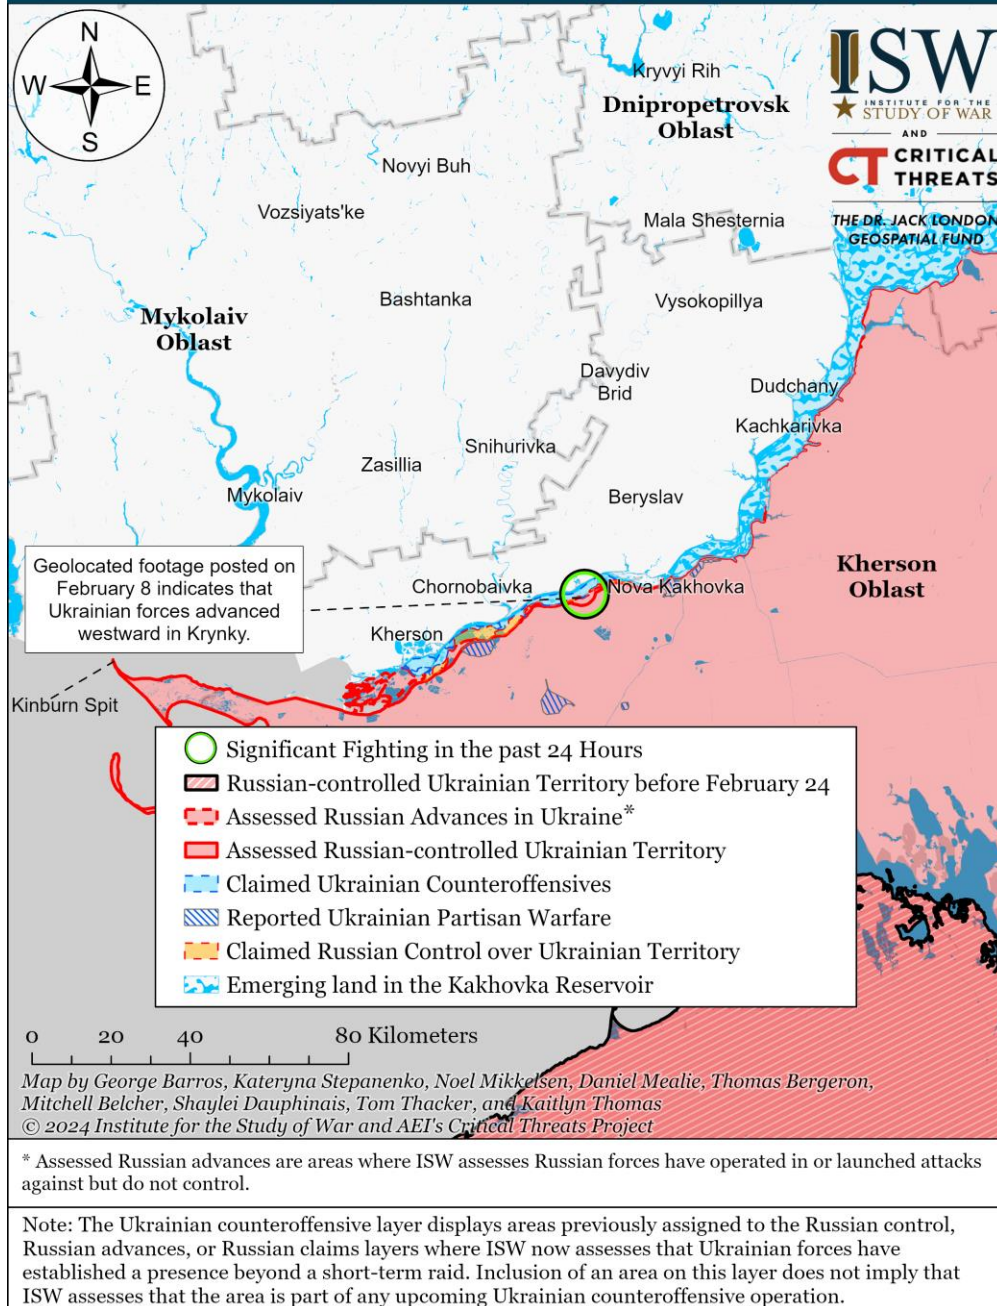 N
W
E
S
ISW
INSTITUTE FOR THE
STUDY OF WAR
AND
CT CRITICAL
THREATS
THE DR. JACK LONDON
GEOSPATIAL FUND
Kryvyi Rih
Dnipropetrovsk
Oblast
Novyi Buh
Vozsiyats'ke
Mala Shesternia
Bashtanka
Vysokopillya
Mykolaiv
Oblast
Davydiv
Brid
Dudchany
Kachkarivka
Snihurivka
Zasillia
Mykolaiv
Beryslav
Geolocated footage posted on
February 8 indicates that
Ukrainian forces advanced
westward in Krynky.
Chornobaivka
Nova Kakhovka
Kherson
Oblast
Kherson
Kinburn Spit
Significant Fighting in the past 24 Hours
Russian-controlled Ukrainian Territory before February 24
Assessed Russian Advances in Ukraine*
Assessed Russian-controlled Ukrainian Territory
Claimed Ukrainian Counteroffensives
Reported Ukrainian Partisan Warfare
Claimed Russian Control over Ukrainian Territory
Emerging land in the Kakhovka Reservoir
0 20 40 80 Kilometers
Map by George Barros, Kateryna Stepanenko, Noel Mikkelsen, Daniel Mealie, Thomas Bergeron,
Mitchell Belcher, Shaylei Dauphinais, Tom Thacker, and Kaitlyn Thomas
© 2024 Institute for the Study of War and AEI's Critical Threats Project
* Assessed Russian advances are areas where ISW assesses Russian forces have operated in or launched attacks
against but do not control.
Note: The Ukrainian counteroffensive layer displays areas previously assigned to the Russian control,
Russian advances, or Russian claims layers where ISW now assesses that Ukrainian forces have
established a presence beyond a short-term raid. Inclusion of an area on this layer does not imply that
ISW assesses that the area is part of any upcoming Ukrainian counteroffensive operation.